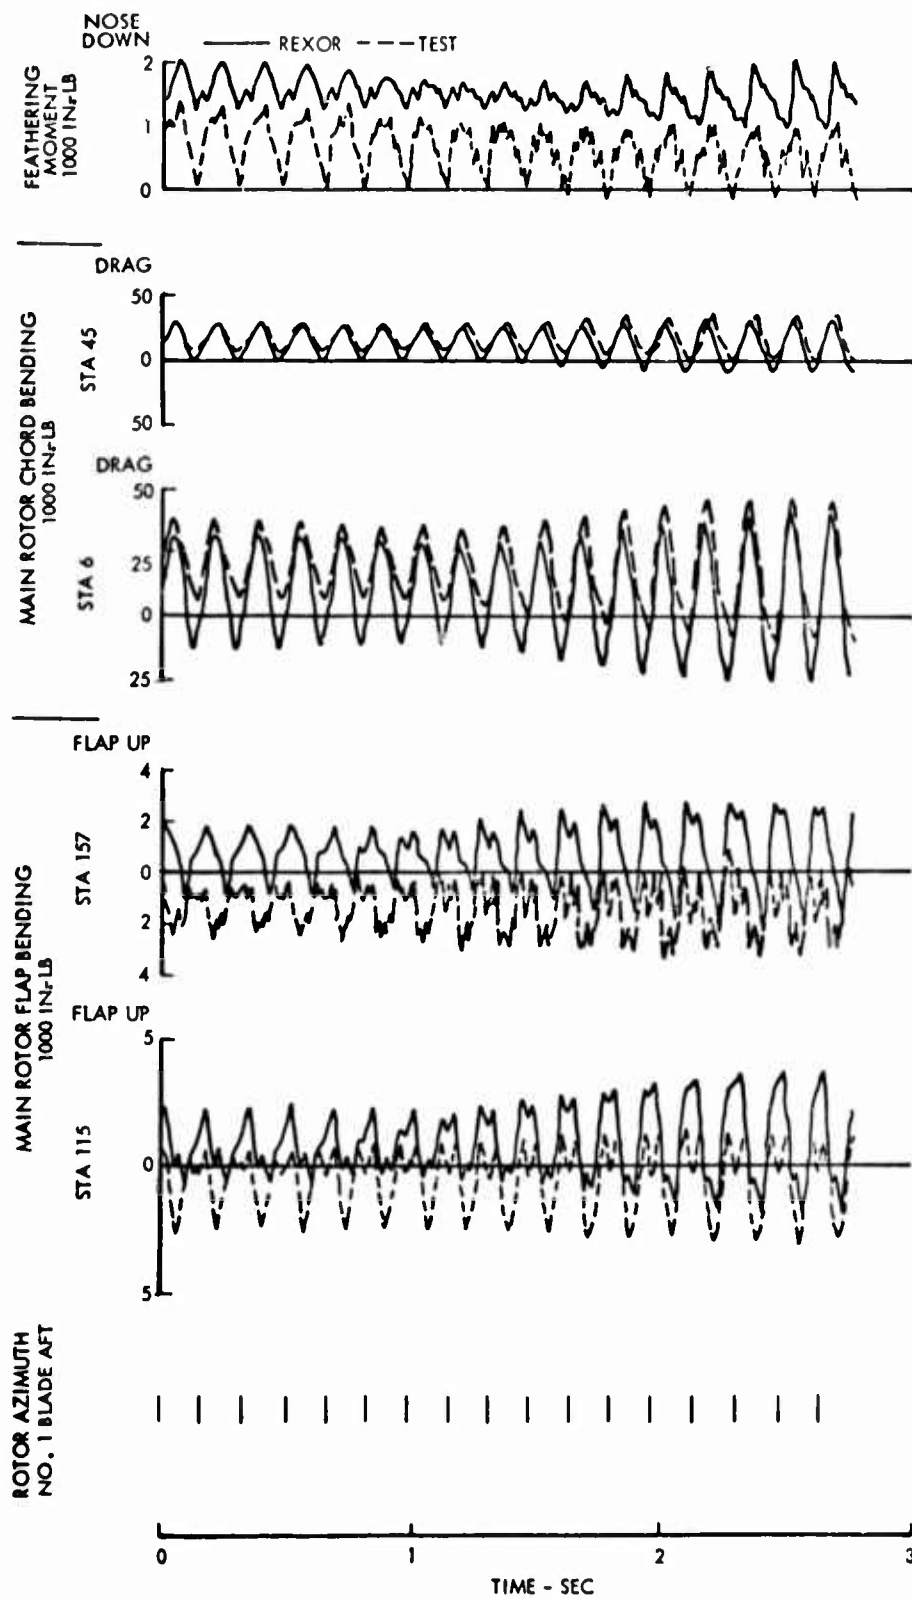 NOSE
DOWN
REXOR
TEST
FEATHERING
MOMENT
1000 IN.-LB
2
1
0
DRAG
MAIN ROTOR CHORD BENDING
1000 IN.-LB
STA 45
50
0
50
DRAG
STA 6
50
25
0
25
FLAP UP
MAIN ROTOR FLAP BENDING
1000 IN.-LB
STA 157
4
2
0
2
4
FLAP UP
STA 115
5
0
5
ROTOR AZIMUTH
NO. 1 BLADE AFT
0
1
2
3
TIME - SEC